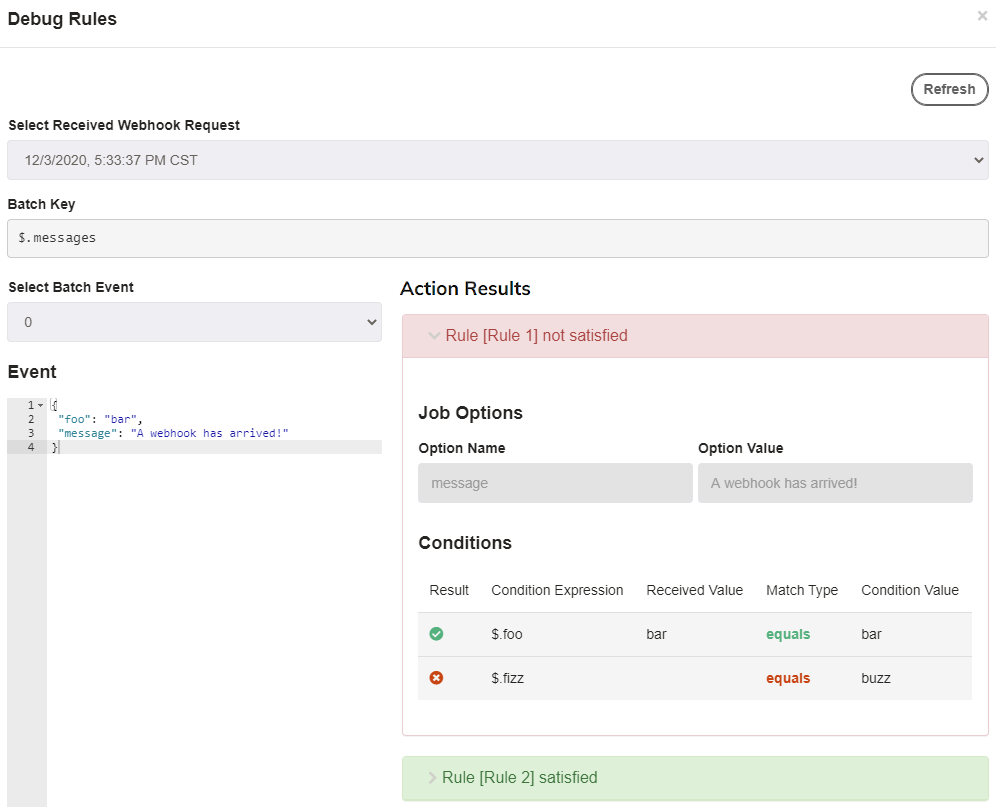 Debug Rules
×
Refresh
Select Received Webhook Request
12/3/2020, 5:33:37 PM CST
Batch Key
$.messages
Select Batch Event
0
Event
1 {
2 "foo": "bar",
3 "message": "A webhook has arrived!"
4 }
Action Results
Rule [Rule 1] not satisfied
Job Options
Option Name Option Value
message A webhook has arrived!
Conditions
Result Condition Expression Received Value Match Type Condition Value
$.foo bar equals bar
$.fizz equals buzz
Rule [Rule 2] satisfied